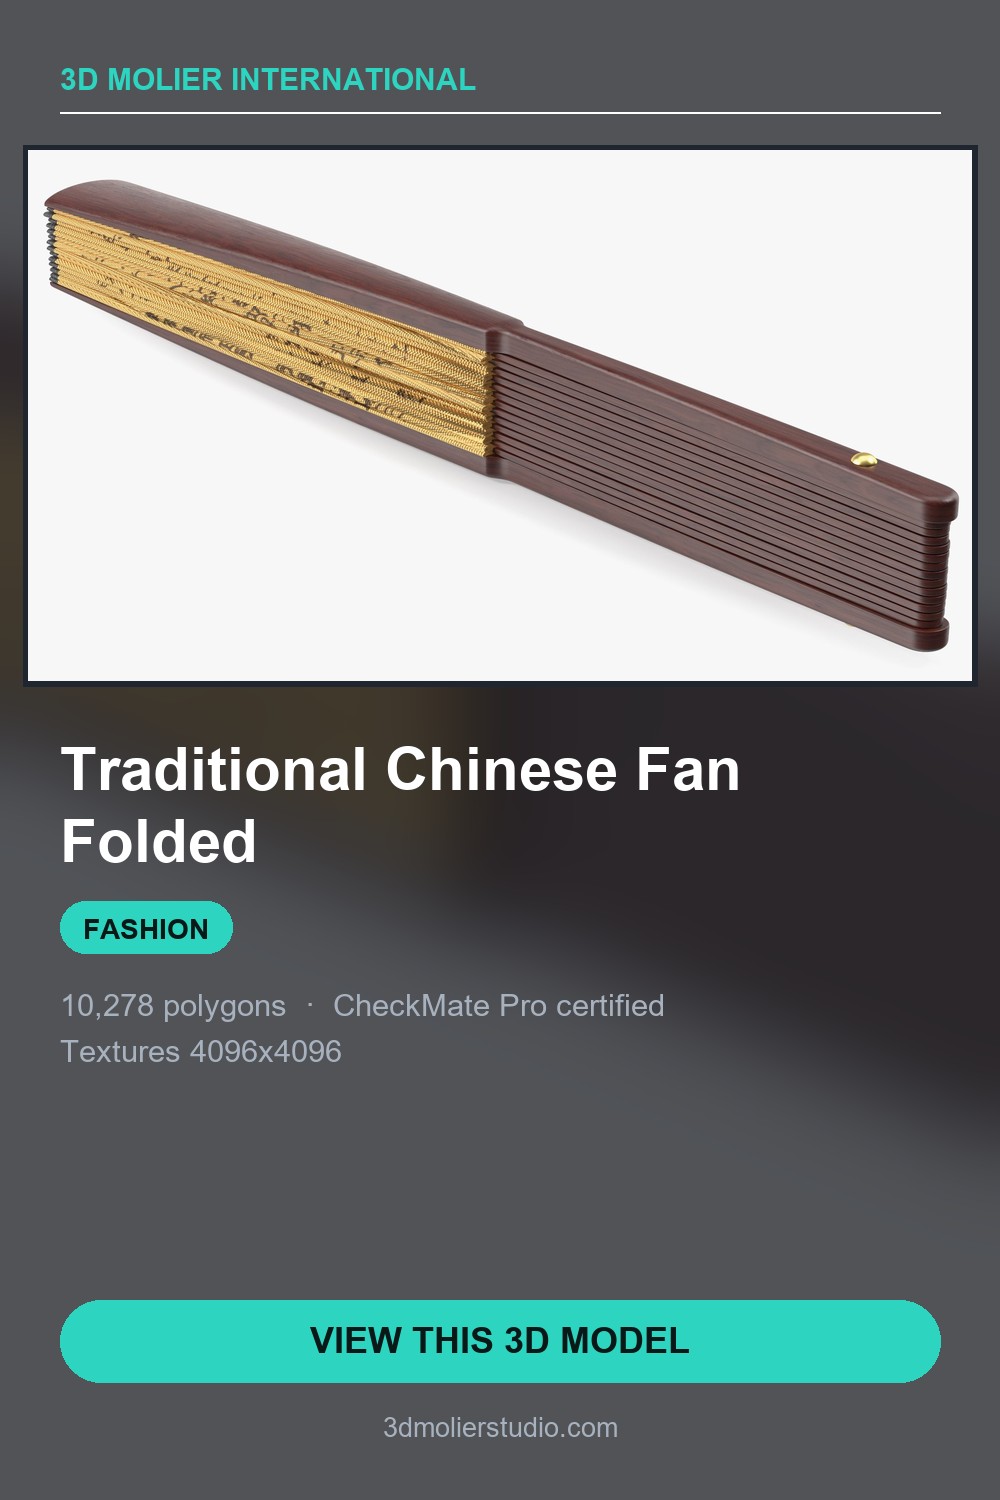 3D MOLIER INTERNATIONAL
Traditional Chinese Fan
Folded
FASHION
10,278 polygons · CheckMate Pro certified
Textures 4096x4096
VIEW THIS 3D MODEL
3dmolierstudio.com